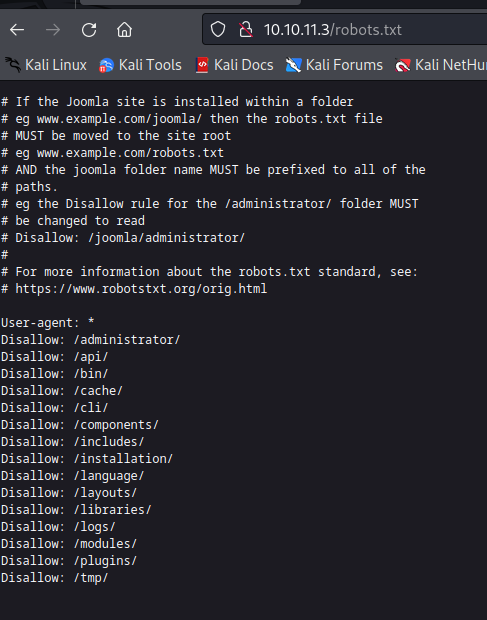 10.10.11.3/robots.txt
Kali Linux Kali Tools Kali Docs Kali Forums Kali NetHu
# If the Joomla site is installed within a folder
# eg www.example.com/joomla/ then the robots.txt file
# MUST be moved to the site root
# eg www.example.com/robots.txt
# AND the joomla folder name MUST be prefixed to all of the
# paths.
# eg the Disallow rule for the /administrator/ folder MUST
# be changed to read
# Disallow: /joomla/administrator/
#
# For more information about the robots.txt standard, see:
# https://www.robotstxt.org/orig.html
User-agent: *
Disallow: /administrator/
Disallow: /api/
Disallow: /bin/
Disallow: /cache/
Disallow: /cli/
Disallow: /components/
Disallow: /includes/
Disallow: /installation/
Disallow: /language/
Disallow: /layouts/
Disallow: /libraries/
Disallow: /logs/
Disallow: /modules/
Disallow: /plugins/
Disallow: /tmp/